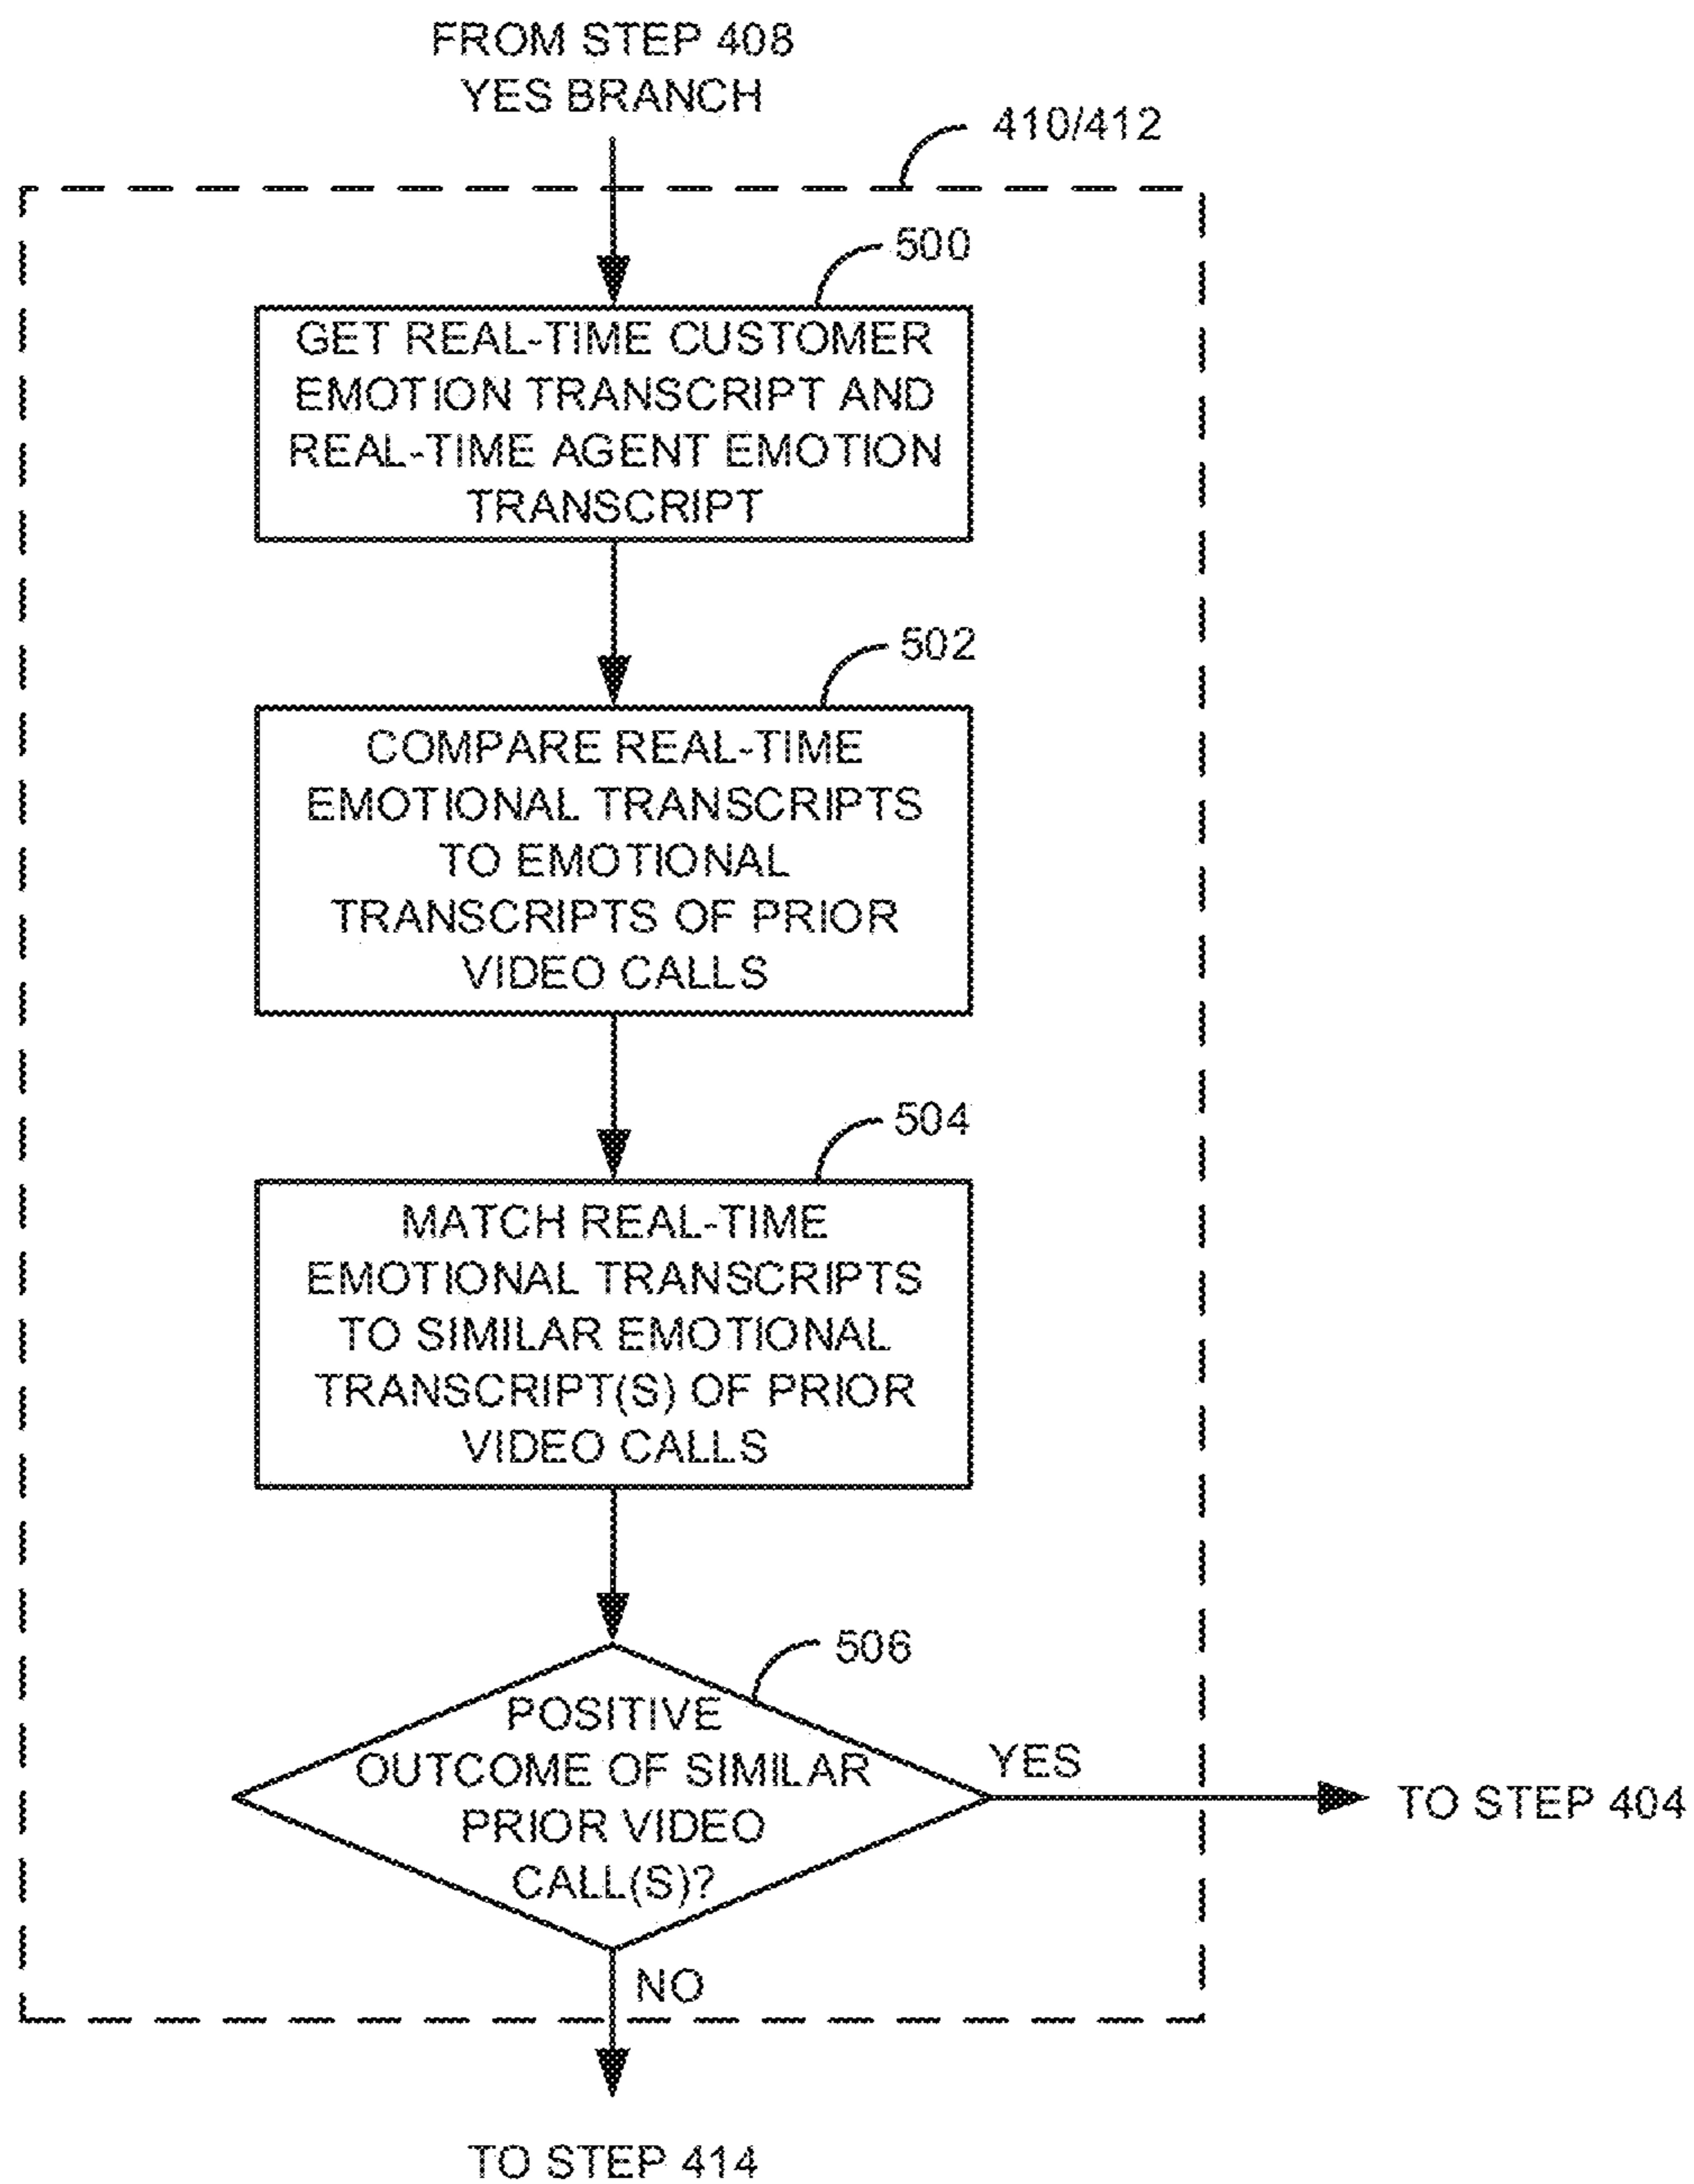 FROM STEP 408
YES BRANCH
410/412
500
GET REAL-TIME CUSTOMER
EMOTION TRANSCRIPT AND
REAL-TIME AGENT EMOTION
TRANSCRIPT
502
COMPARE REAL-TIME
EMOTIONAL TRANSCRIPTS
TO EMOTIONAL
TRANSCRIPTS OF PRIOR
VIDEO CALLS
504
MATCH REAL-TIME
EMOTIONAL TRANSCRIPTS
TO SIMILAR EMOTIONAL
TRANSCRIPT(S) OF PRIOR
VIDEO CALLS
506
POSITIVE
OUTCOME OF SIMILAR
PRIOR VIDEO
CALL(S)?
YES
TO STEP 404
NO
TO STEP 414